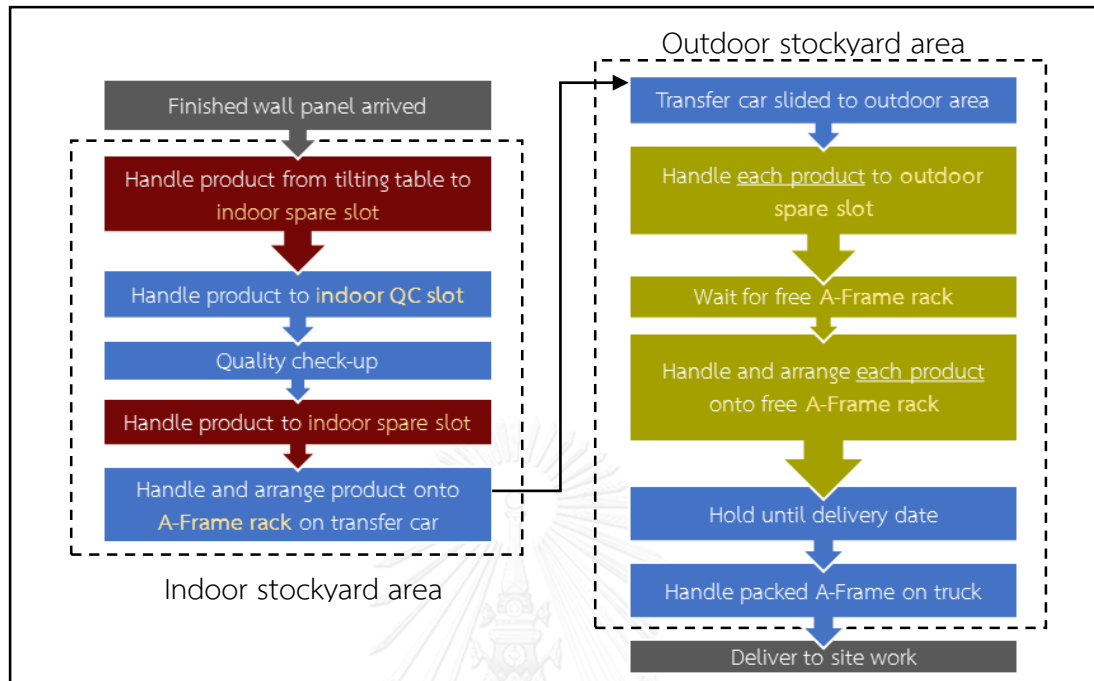 Finished wall panel arrived
Handle product from tilting table to
indoor spare slot
Handle product to indoor QC slot
Quality check-up
Handle product to indoor spare slot
Handle and arrange product onto
A-Frame rack on transfer car
Indoor stockyard area
Outdoor stockyard area
Transfer car slided to outdoor area
Handle each product to outdoor
spare slot
Wait for free A-Frame rack
Handle and arrange each product
onto free A-Frame rack
Hold until delivery date
Handle packed A-Frame on truck
Deliver to site work